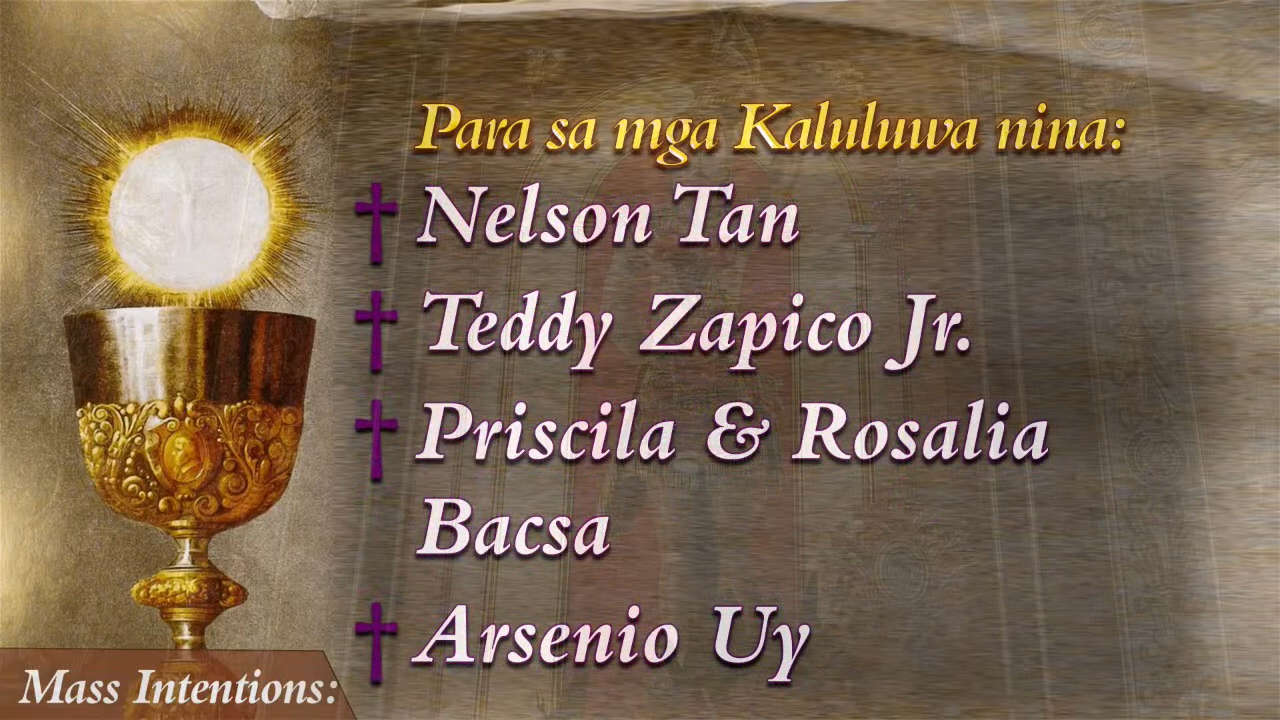 Para sa mga Kaluluwa nina:
† Nelson Tan
† Teddy Zapico Jr.
† Priscila & Rosalia
Bacsa
† Arsenio Uy
Mass Intentions: